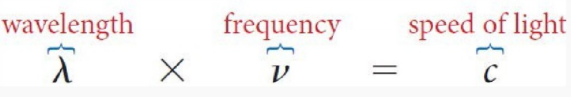 wavelength frequency speed of light
λ × ν = c